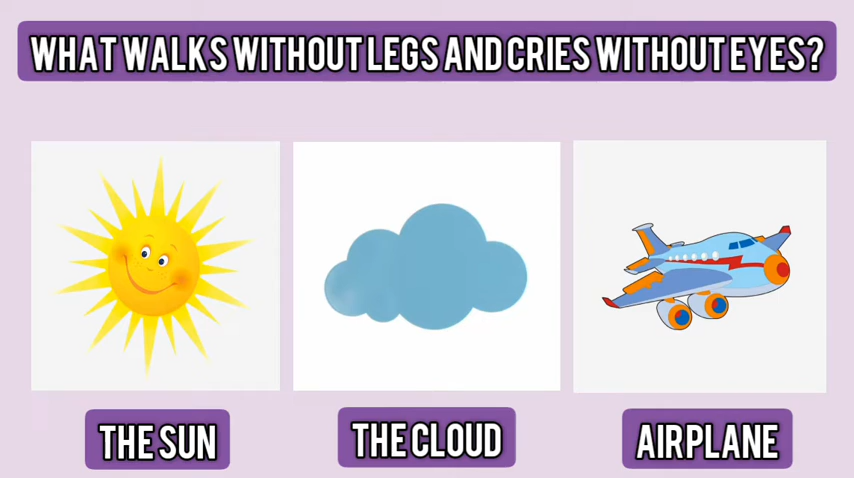 WHAT WALKS WITHOUT LEGS AND CRIES WITHOUT EYES?
THE SUN
THE CLOUD
AIRPLANE